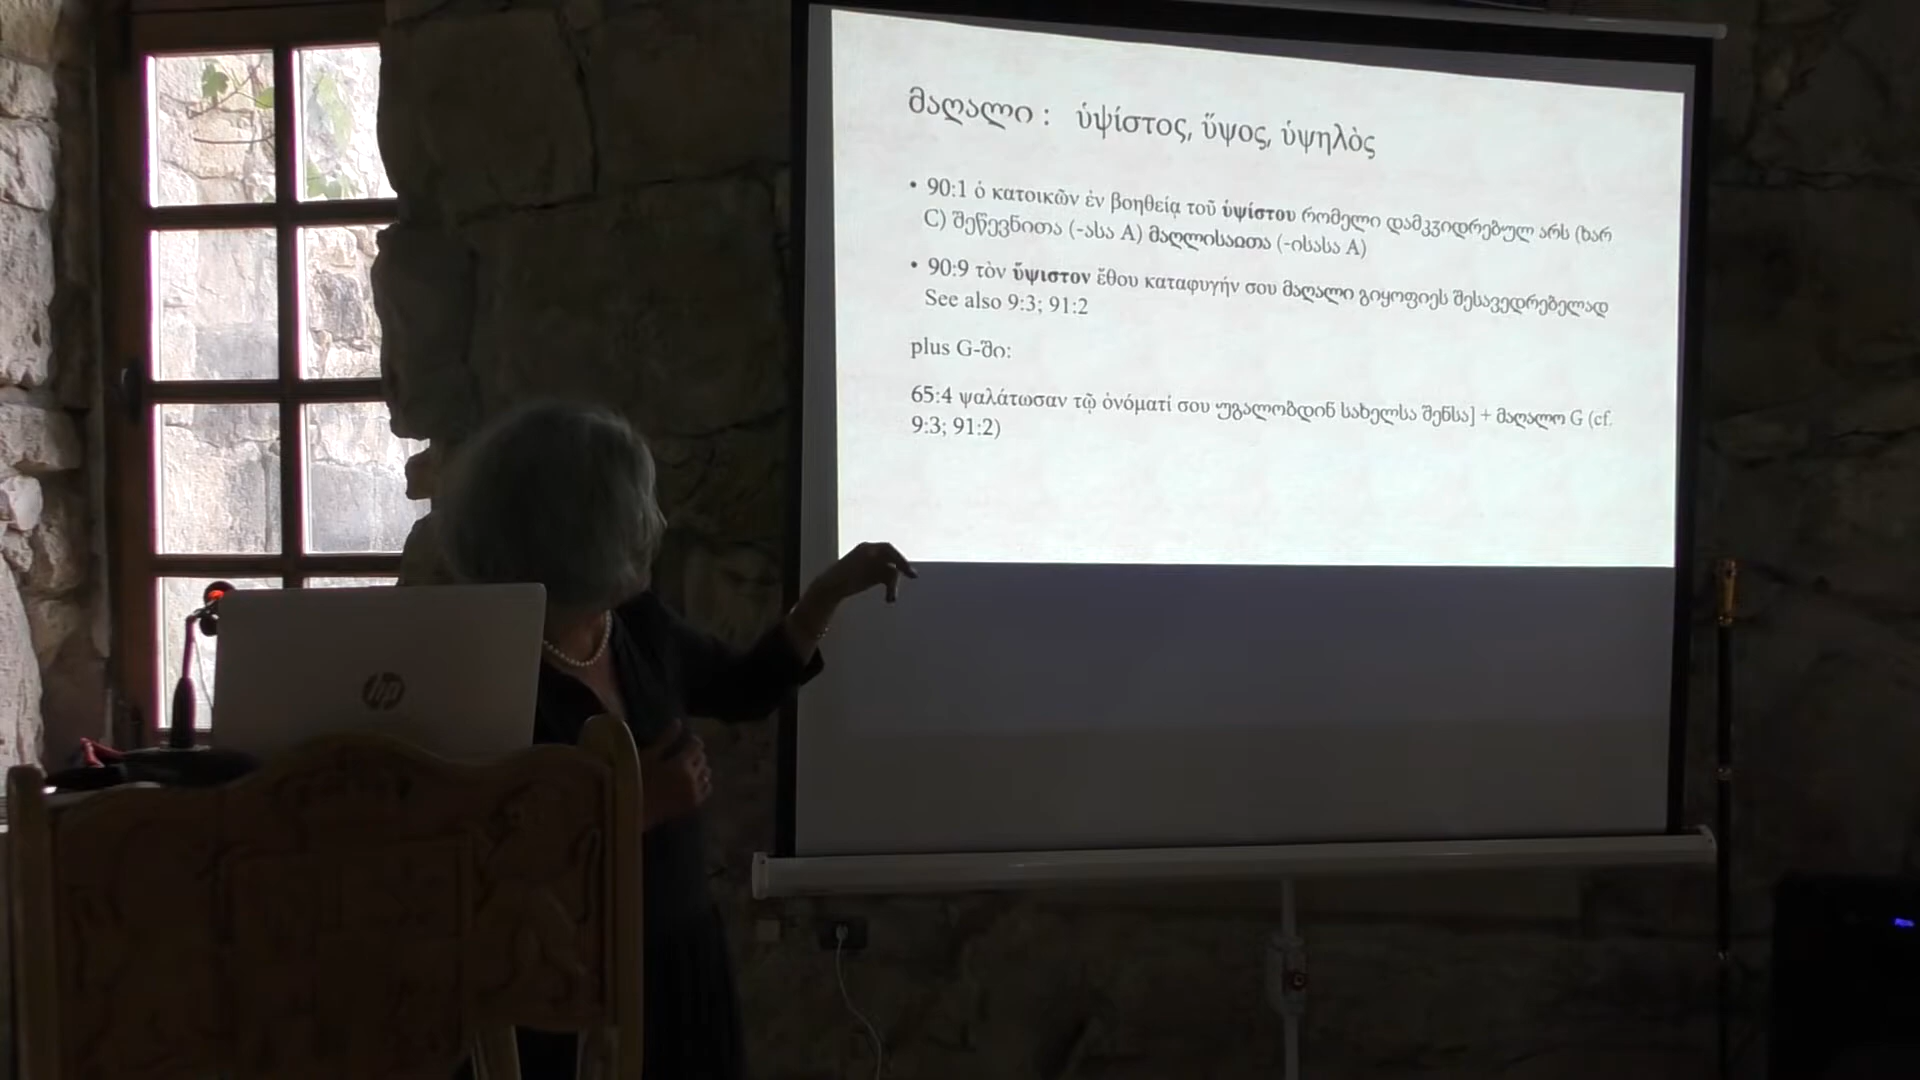 მაღალი : ὑψίστος, ὕψος, ὑψηλὸς
• 90:1 ὁ κατοικῶν ἐν βοηθείᾳ τοῦ ὑψίστου რომელი დამკჳდრებულ არს (ხარ
C) შეწევნითა (-ასა A) მაღლისაითა (-ისასა A)
• 90:9 τὸν ὕψιστον ἔθου καταφυγήν σου მაღალი გიყოფიეს შესავედრებელად
See also 9:3; 91:2
plus G-ში:
65:4 ψαλάτωσαν τῷ ὀνόματί σου უგალობდინ სახელსა შენსა] + მაღალო G (cf.
9:3; 91:2)
hp